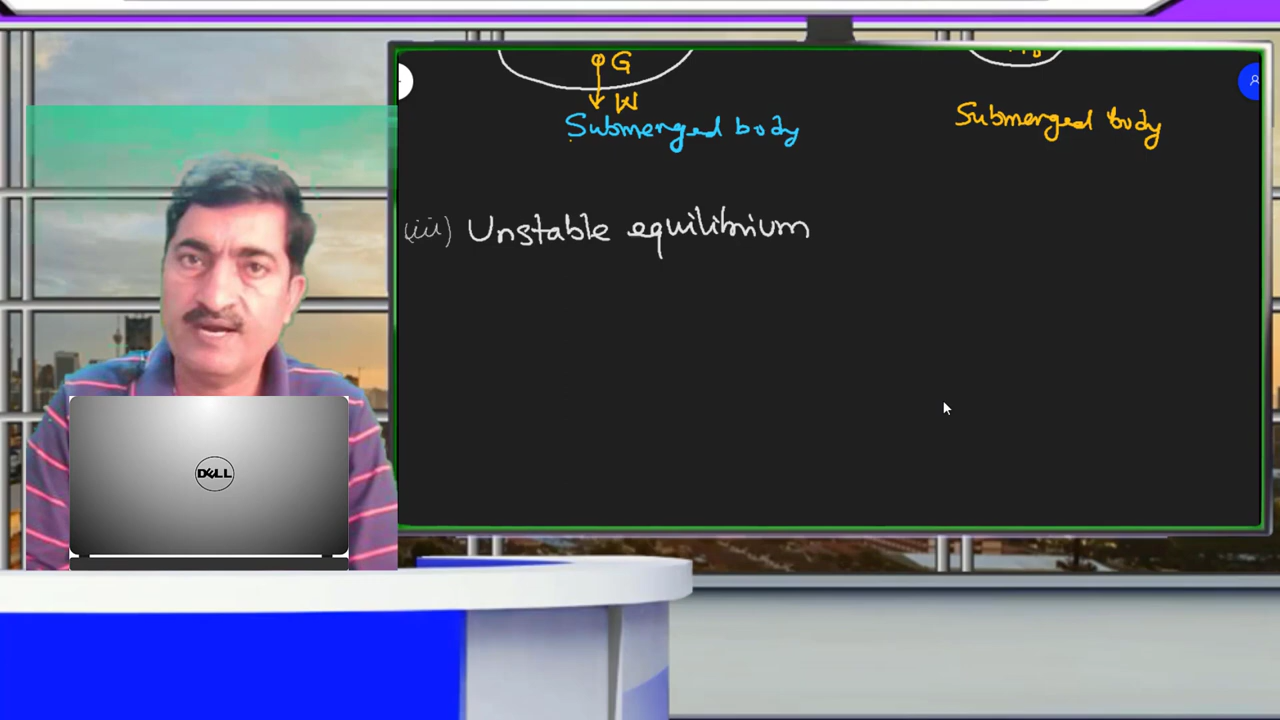 G
W
Submerged body
Submerged body
(iii) Unstable equilibrium
DELL